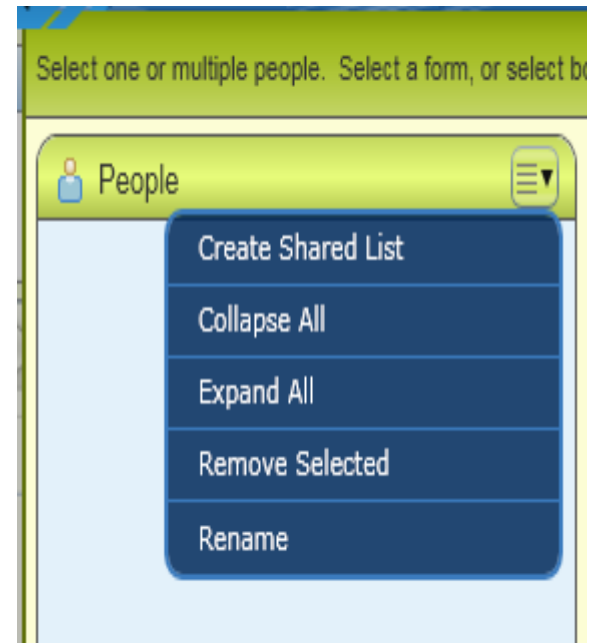 Select one or multiple people. Select a form, or select
People
Create Shared List
Collapse All
Expand All
Remove Selected
Rename